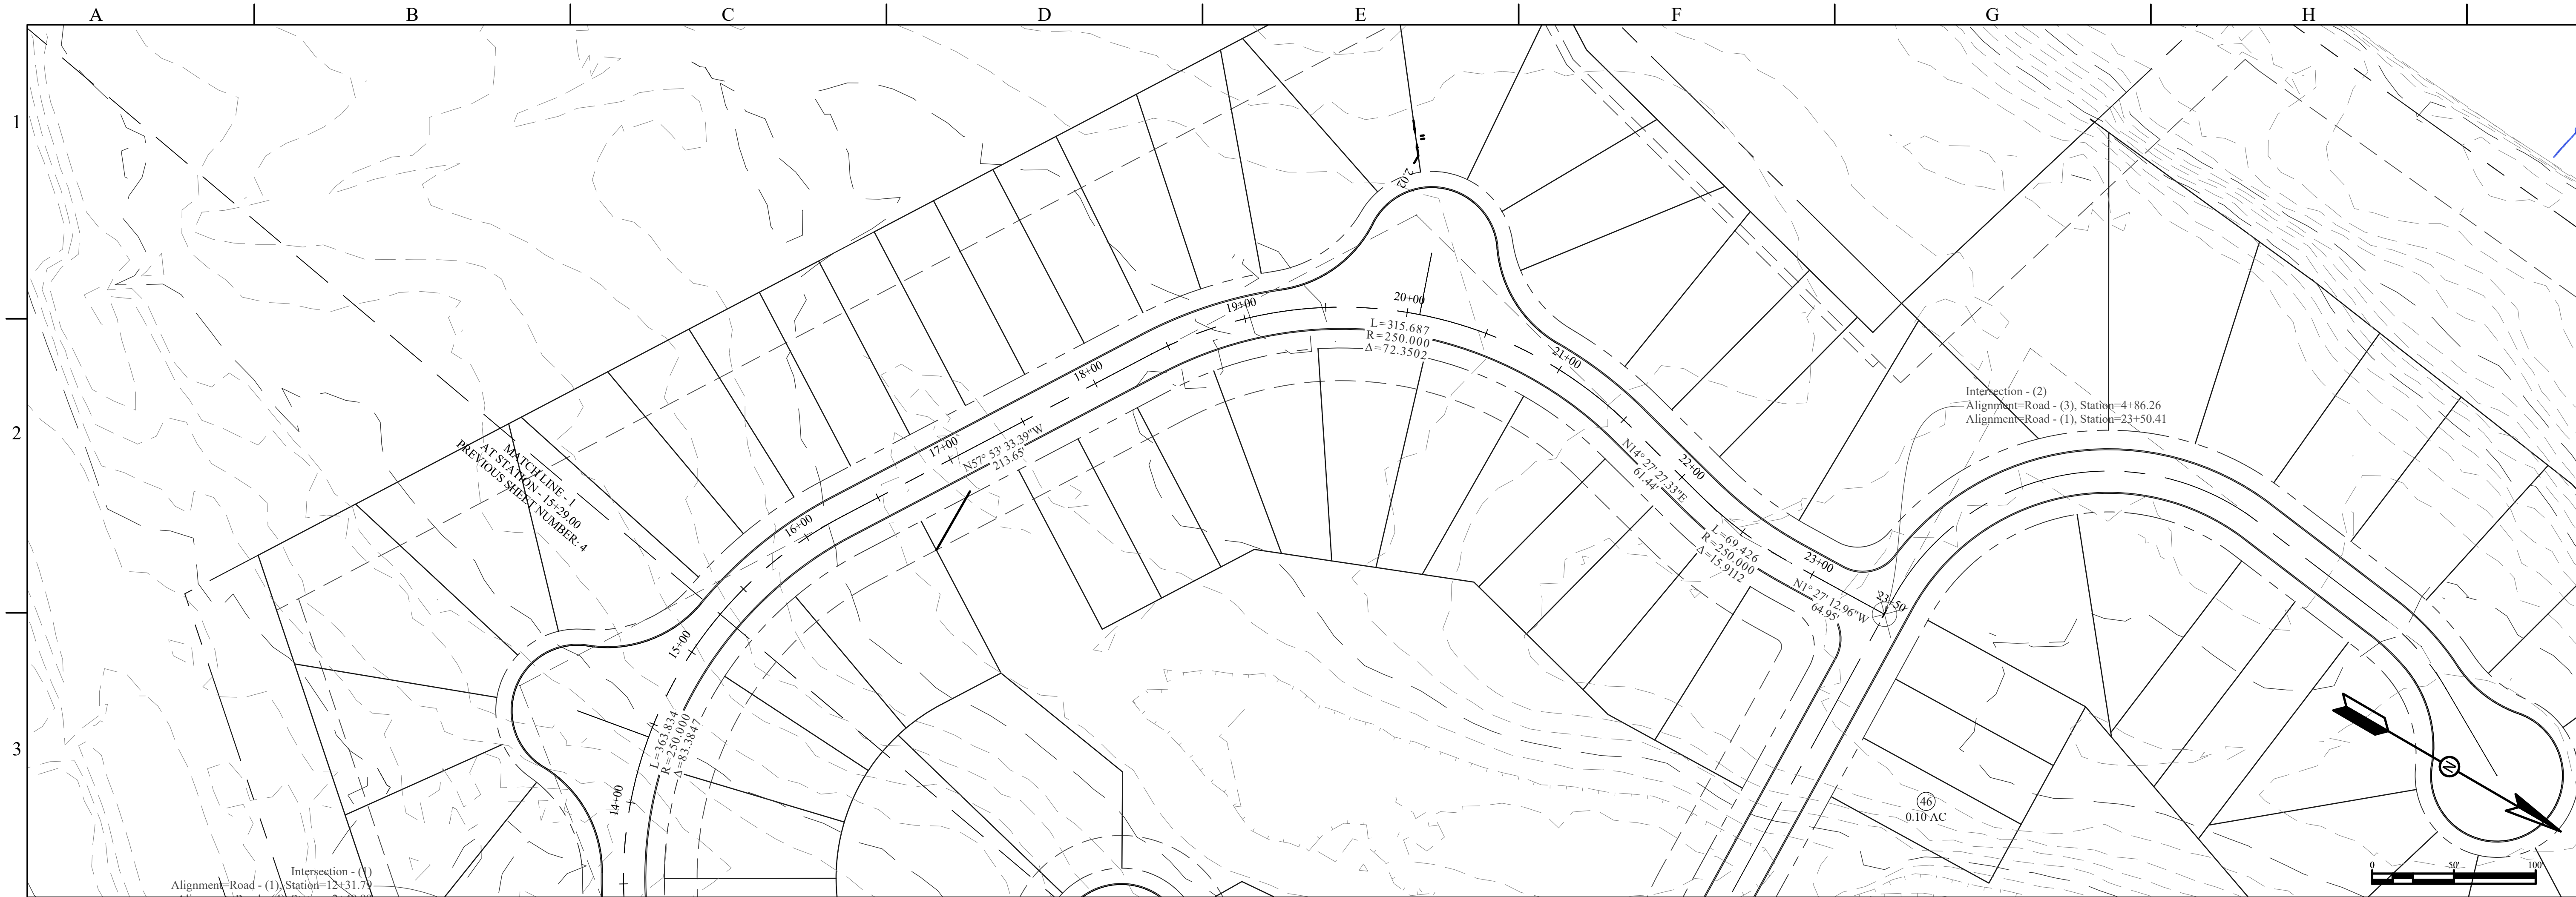 A B C D E F G H
1
2
3
2.02
19+00
20+00
L=315.687
R=250.000
Δ=72.3502
21+00
18+00
17+00
N57° 53' 33.39"W
213.65'
16+00
MATCH LINE - 1
AT STATION - 15+29.00
PREVIOUS SHEET NUMBER: 4
Intersection - (2)
Alignment=Road - (3), Station=4+86.26
Alignment=Road - (1), Station=23+50.41
N14° 27' 27.33"E
61.44'
22+00
L=69.426
R=250.000
Δ=15.9112
23+00
N1° 27' 12.96"W
64.95'
23+50
15+00
L=363.834
R=250.000
Δ=83.3847
14+00
N
46
0.10 AC
Intersection - (1)
Alignment=Road - (1), Station=12+31.79
0 50' 100'